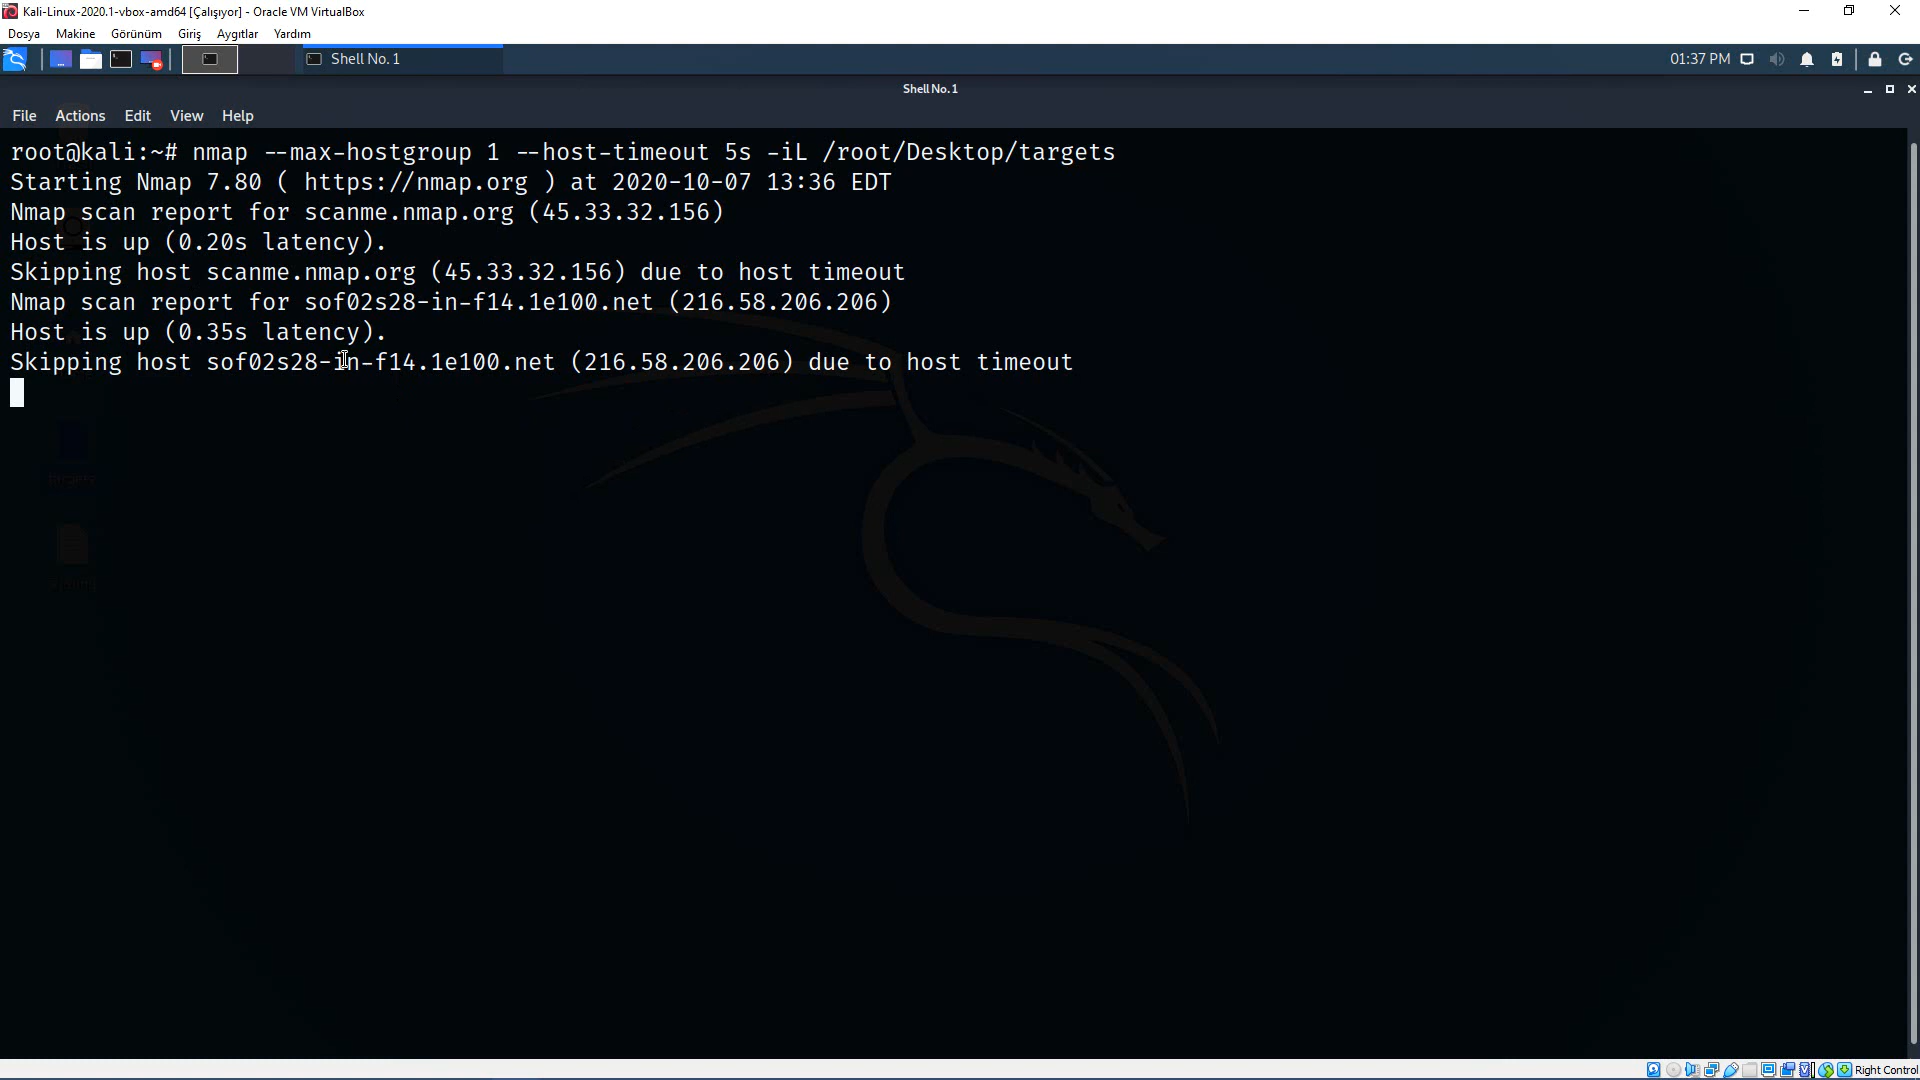 Kali-Linux-2020.1-vbox-amd64 [Çalışıyor] - Oracle VM VirtualBox
Dosya Makine Görünüm Giriş Aygıtlar Yardım
Shell No. 1 01:37 PM
Shell No. 1
File Actions Edit View Help
root@kali:~# nmap --max-hostgroup 1 --host-timeout 5s -iL /root/Desktop/targets
Starting Nmap 7.80 ( https://nmap.org ) at 2020-10-07 13:36 EDT
Nmap scan report for scanme.nmap.org (45.33.32.156)
Host is up (0.20s latency).
Skipping host scanme.nmap.org (45.33.32.156) due to host timeout
Nmap scan report for sof02s28-in-f14.1e100.net (216.58.206.206)
Host is up (0.35s latency).
Skipping host sof02s28-in-f14.1e100.net (216.58.206.206) due to host timeout
Right Control